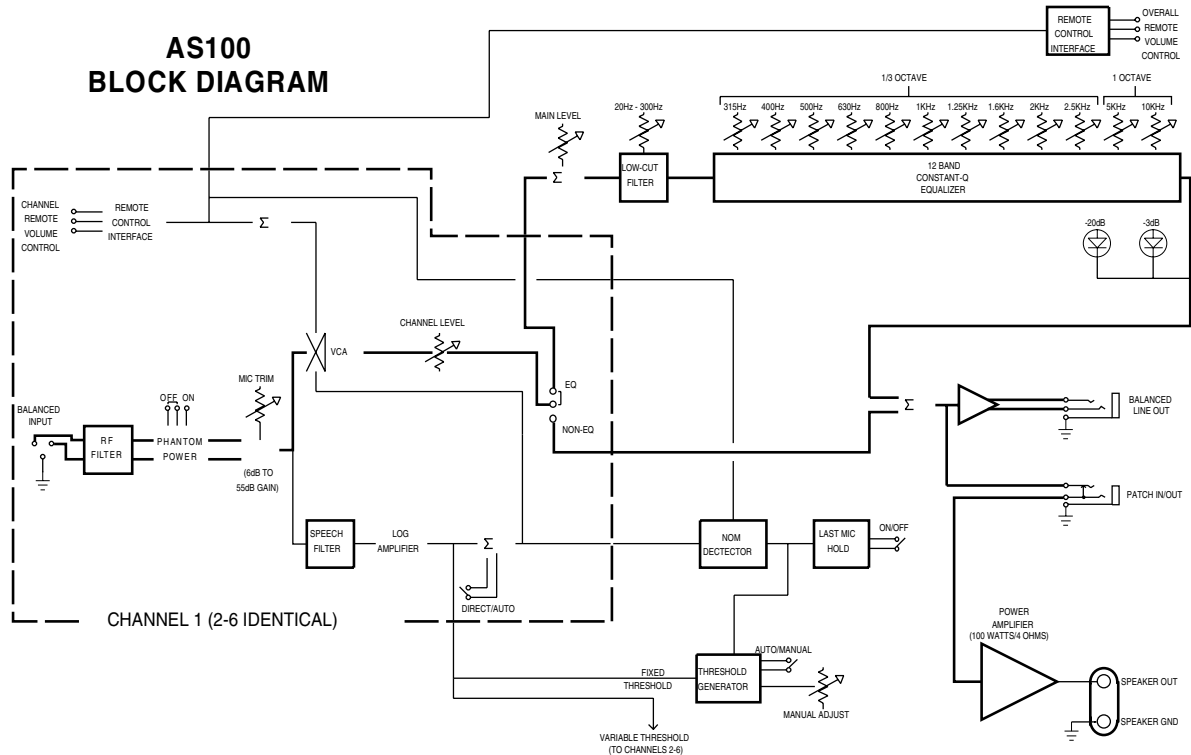 AS100
BLOCK DIAGRAM
REMOTE
CONTROL
INTERFACE
OVERALL
REMOTE
VOLUME
CONTROL
1/3 OCTAVE
1 OCTAVE
MAIN LEVEL
20Hz - 300Hz
315Hz 400Hz 500Hz 630Hz 800Hz 1KHz 1.25KHz 1.6KHz 2KHz 2.5KHz 5KHz 10KHz
Σ
LOW-CUT
FILTER
12 BAND
CONSTANT-Q
EQUALIZER
-20dB
-3dB
CHANNEL
REMOTE
VOLUME
CONTROL
REMOTE
CONTROL
INTERFACE
Σ
CHANNEL LEVEL
VCA
MIC TRIM
OFF ON
BALANCED
INPUT
RF
FILTER
PHANTOM
POWER
(6dB TO
55dB GAIN)
EQ
NON-EQ
Σ
BALANCED
LINE OUT
PATCH IN/OUT
SPEECH
FILTER
LOG
AMPLIFIER
Σ
DIRECT/AUTO
NOM
DECTECTOR
LAST MIC
HOLD
ON/OFF
CHANNEL 1 (2-6 IDENTICAL)
FIXED
THRESHOLD
THRESHOLD
GENERATOR
AUTO/MANUAL
MANUAL ADJUST
VARIABLE THRESHOLD
(TO CHANNELS 2-6)
POWER
AMPLIFIER
(100 WATTS/4 OHMS)
SPEAKER OUT
SPEAKER GND